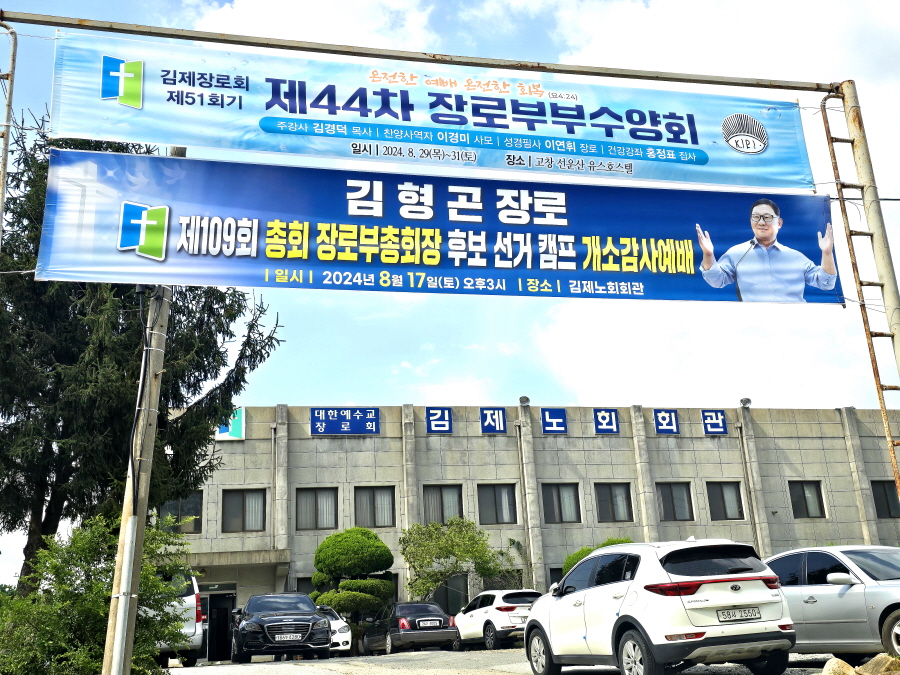 온전한 예배 온전한 회복 (욥42:4)
김제장로회
제51회기
제44차 장로부부수양회
주강사 김경덕 목사 | 찬양사역자 이경미 사모 | 성경필사 이연휘 장로 | 건강강좌 홍정표 집사
일시 | 2024. 8. 29(목)~31(토) 장소 | 고창 선운산 유스호스텔
KJPJ
김형곤 장로
제109회 총회 장로부총회장 후보 선거 캠프 개소감사예배
| 일시 | 2024년 8월 17일(토) 오후3시 | 장소 | 김제노회회관
대한예수교
장로회
김제노회회관
SPORTAGE